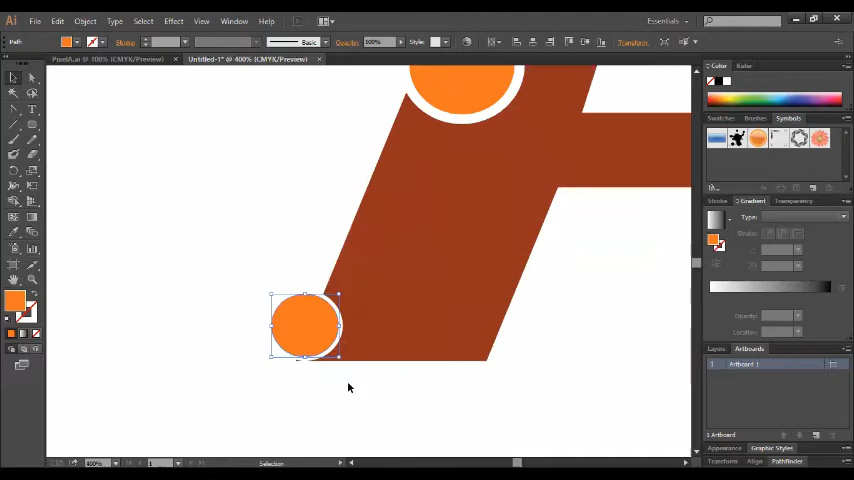 Ai File Edit Object Type Select Effect View Window Help Br Essentials
Path Stroke: Basic Opacity: 100% Style: Transform
PixelA.ai @ 100% (CMYK/Preview) × Untitled-1* @ 400% (CMYK/Preview) ×
Color Kuler
Swatches Brushes Symbols
Stroke Gradient Transparency
Type:
Stroke:
Opacity:
Location:
Layers Artboards
1 Artboard 1
1 Artboard
Appearance Graphic Styles
Transform Align Pathfinder
400% 1 Selection